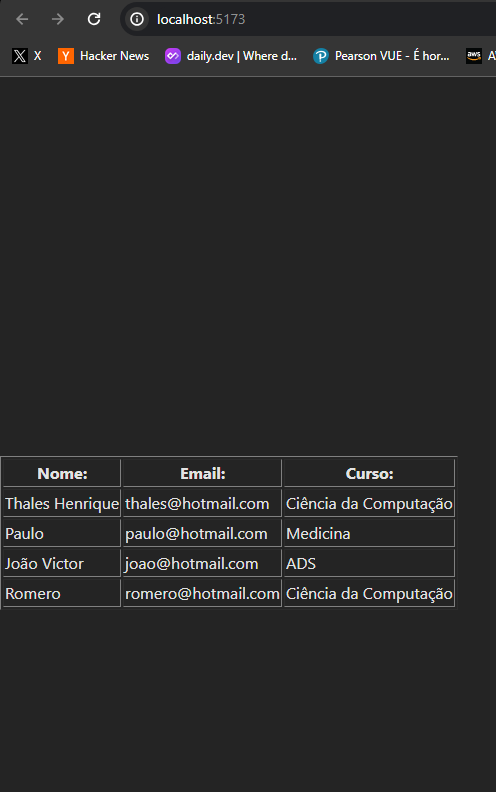 localhost:5173
X Hacker News daily.dev | Where d... Pearson VUE - É hor... aws
Nome: Email: Curso:
Thales Henrique thales@hotmail.com Ciência da Computação
Paulo paulo@hotmail.com Medicina
João Victor joao@hotmail.com ADS
Romero romero@hotmail.com Ciência da Computação